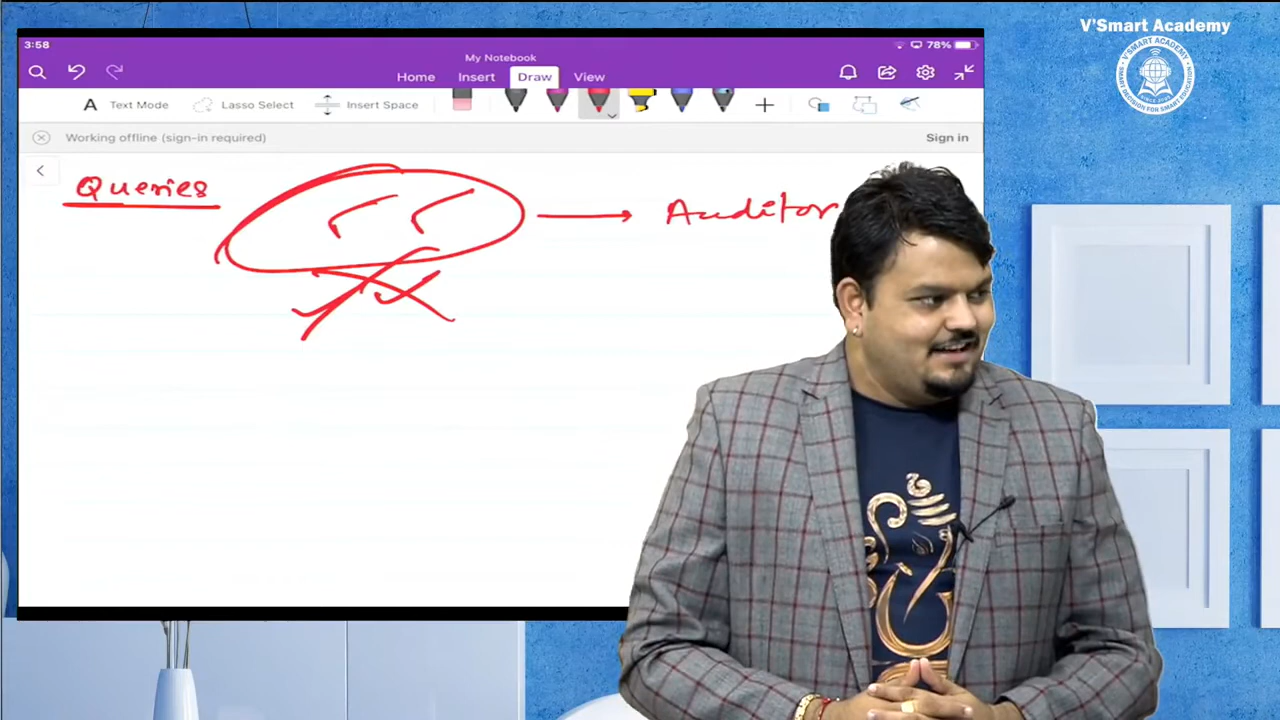 V'Smart Academy
3:58
78%
My Notebook
Home Insert Draw View
A Text Mode Lasso Select Insert Space
Working offline (sign-in required) Sign in
Queries → Auditor